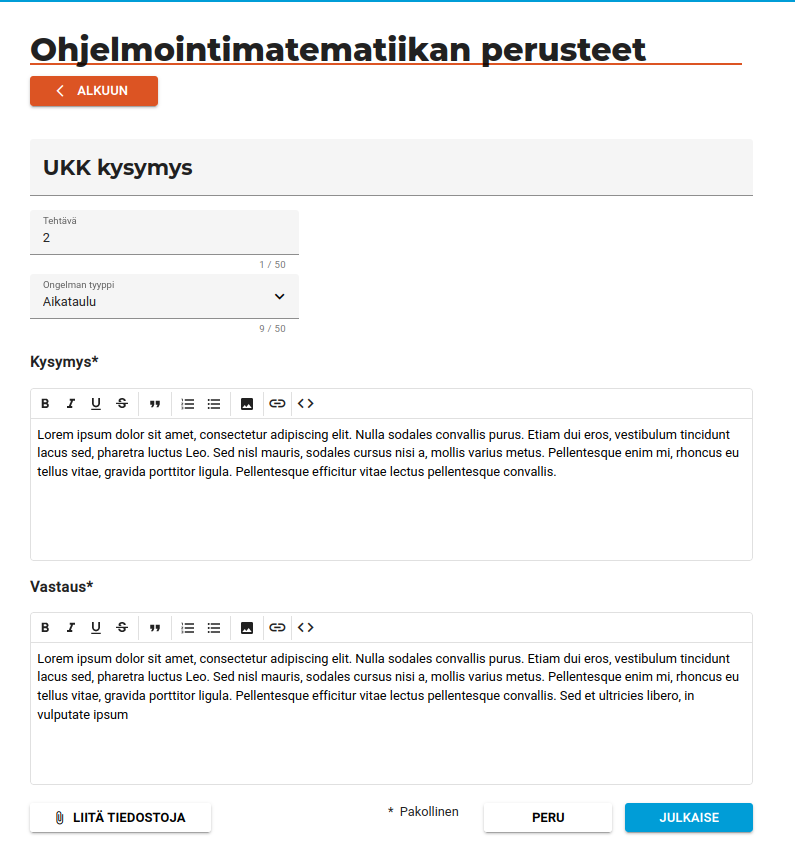 Ohjelmointimatematiikan perusteet
ALKUUN
UKK kysymys
Tehtävä
2
1 / 50
Ongelman tyyppi
Aikataulu
9 / 50
Kysymys*
B I U S
Lorem ipsum dolor sit amet, consectetur adipiscing elit. Nulla sodales convallis purus. Etiam dui eros, vestibulum tincidunt
lacus sed, pharetra luctus Leo. Sed nisl mauris, sodales cursus nisi a, mollis varius metus. Pellentesque enim mi, rhoncus eu
tellus vitae, gravida porttitor ligula. Pellentesque efficitur vitae lectus pellentesque convallis.
Vastaus*
B I U S
Lorem ipsum dolor sit amet, consectetur adipiscing elit. Nulla sodales convallis purus. Etiam dui eros, vestibulum tincidunt
lacus sed, pharetra luctus Leo. Sed nisl mauris, sodales cursus nisi a, mollis varius metus. Pellentesque enim mi, rhoncus eu
tellus vitae, gravida porttitor ligula. Pellentesque efficitur vitae lectus pellentesque convallis. Sed et ultricies libero, in
vulputate ipsum
LIITÄ TIEDOSTOJA
* Pakollinen
PERU
JULKAISE